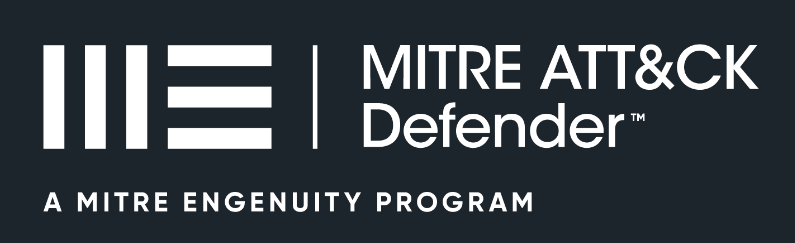 MITRE ATT&CK
Defender™
A MITRE ENGENUITY PROGRAM